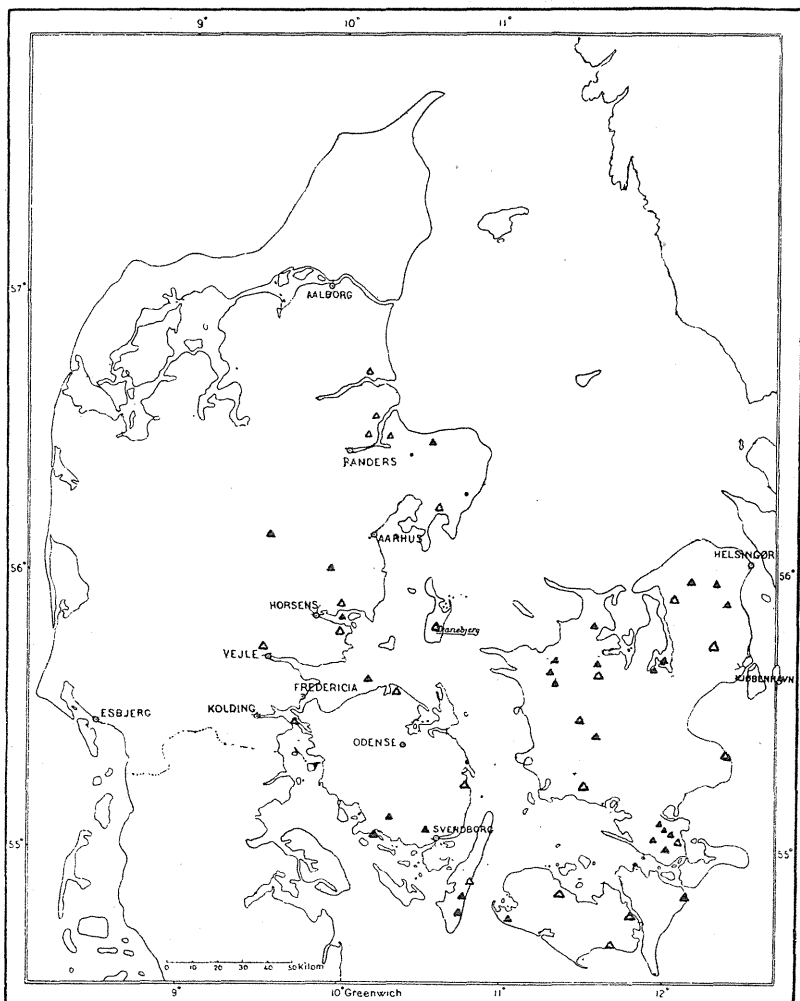 9° 10° 11°
57°
AALBORG
RANDERS
AARHUS
HELSINGØR
56° 56°
HORSENS
Danebjerg
VEJLE
KJØBENHAVN
FREDERICIA
KOLDING
ESBJERG
ODENSE
SVENDBORG
55° 55°
0 10 20 30 40 50 Kilom
9° 10° Greenwich 11° 12°